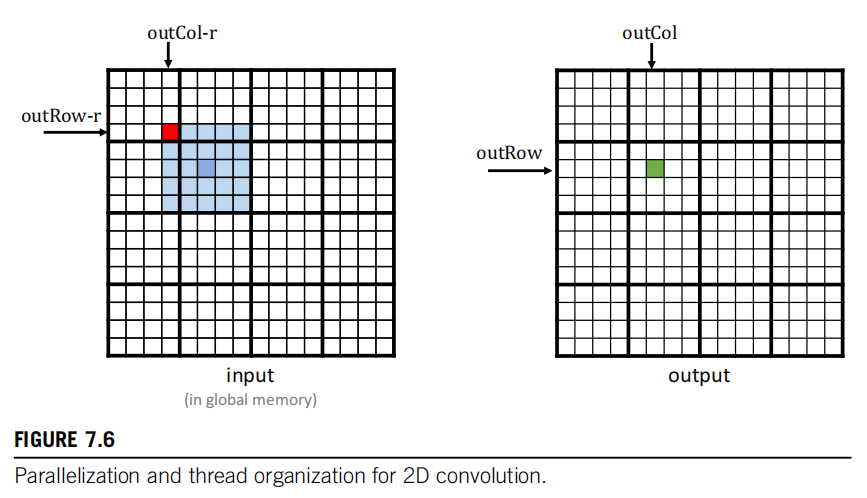 outCol-r
outCol
outRow-r
outRow
input
output
(in global memory)
FIGURE 7.6
Parallelization and thread organization for 2D convolution.